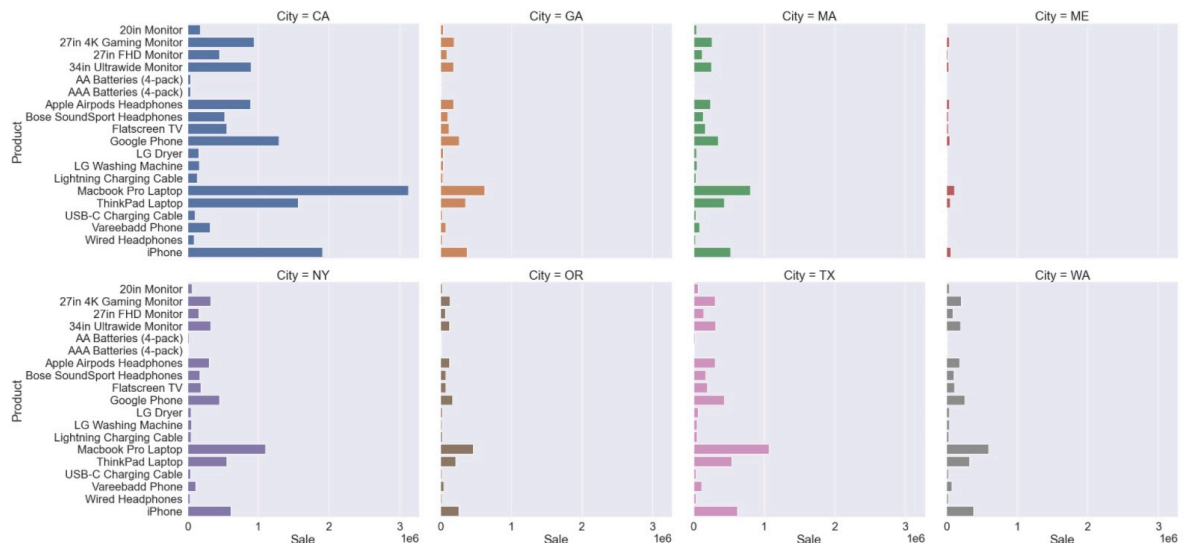 City = CA
City = GA
City = MA
City = ME
Product
20in Monitor
27in 4K Gaming Monitor
27in FHD Monitor
34in Ultrawide Monitor
AA Batteries (4-pack)
AAA Batteries (4-pack)
Apple Airpods Headphones
Bose SoundSport Headphones
Flatscreen TV
Google Phone
LG Dryer
LG Washing Machine
Lightning Charging Cable
Macbook Pro Laptop
ThinkPad Laptop
USB-C Charging Cable
Vareebadd Phone
Wired Headphones
iPhone
City = NY
City = OR
City = TX
City = WA
Product
20in Monitor
27in 4K Gaming Monitor
27in FHD Monitor
34in Ultrawide Monitor
AA Batteries (4-pack)
AAA Batteries (4-pack)
Apple Airpods Headphones
Bose SoundSport Headphones
Flatscreen TV
Google Phone
LG Dryer
LG Washing Machine
Lightning Charging Cable
Macbook Pro Laptop
ThinkPad Laptop
USB-C Charging Cable
Vareebadd Phone
Wired Headphones
iPhone
0 1 2 3
Sale
1e6
0 1 2 3
Sale
1e6
0 1 2 3
Sale
1e6
0 1 2 3
Sale
1e6